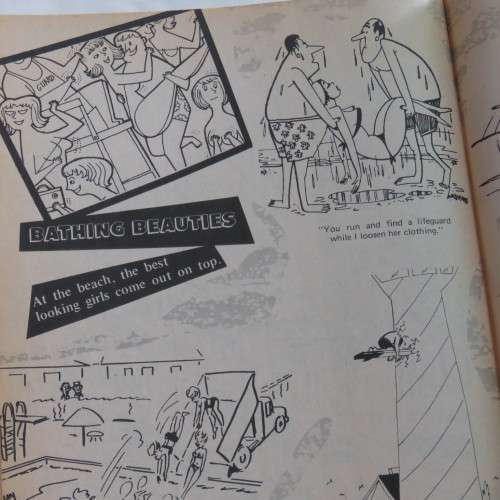 GUARD
BATHING BEAUTIES
At the beach, the best
looking girls come out on top.
"You run and find a lifeguard
while I loosen her clothing."